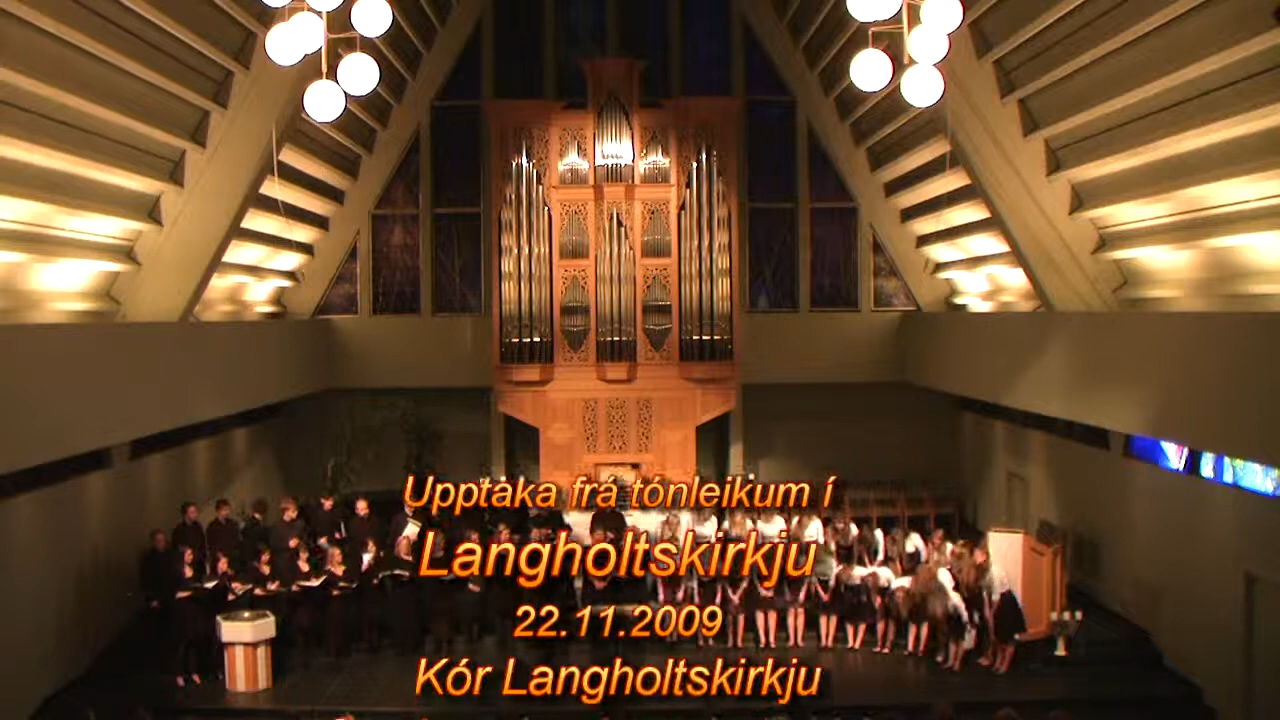 Upptaka frá tónleikum í
Langholtskirkju
22.11.2009
Kór Langholtskirkju